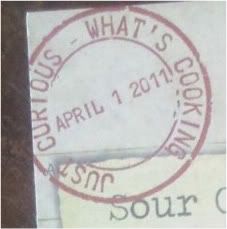 JUST CURIOUS - WHAT'S COOKING
APRIL 1 2011
Sour